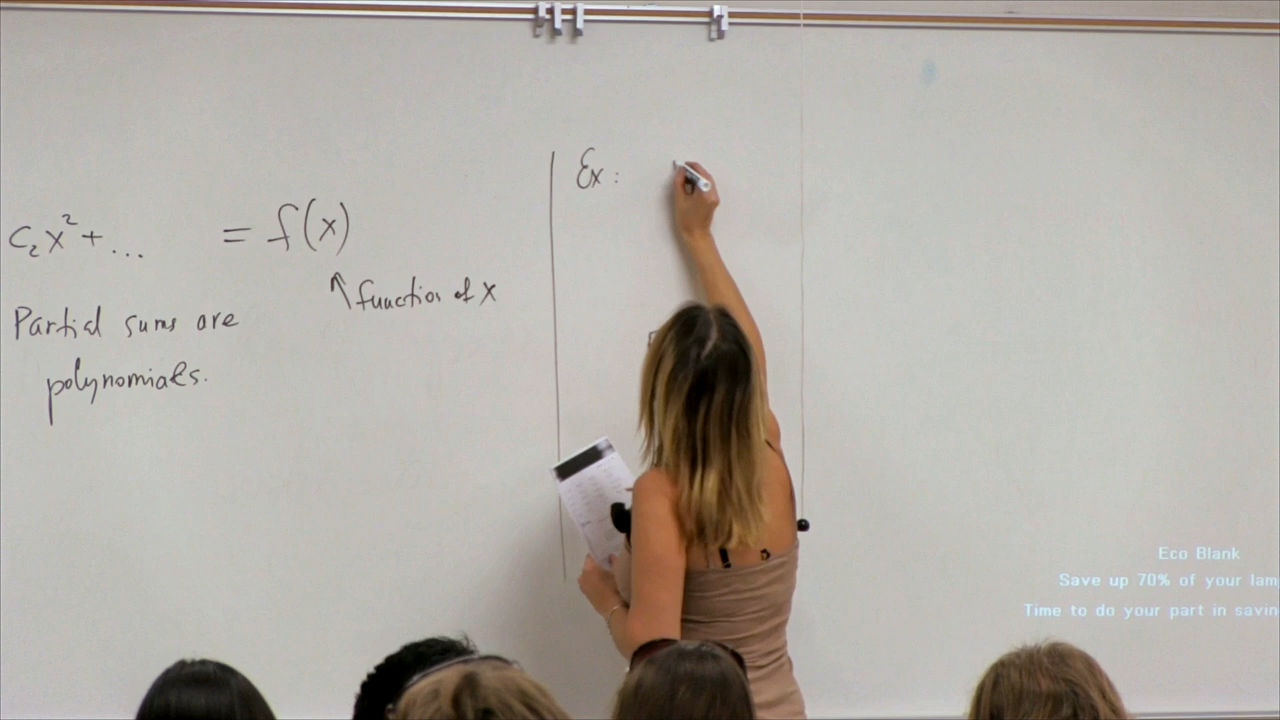 C₂x² + ... = f(x)
↑ function of x
Partial sums are
polynomials.
Ex:
Eco Blank
Save up 70% of your lam
Time to do your part in savin